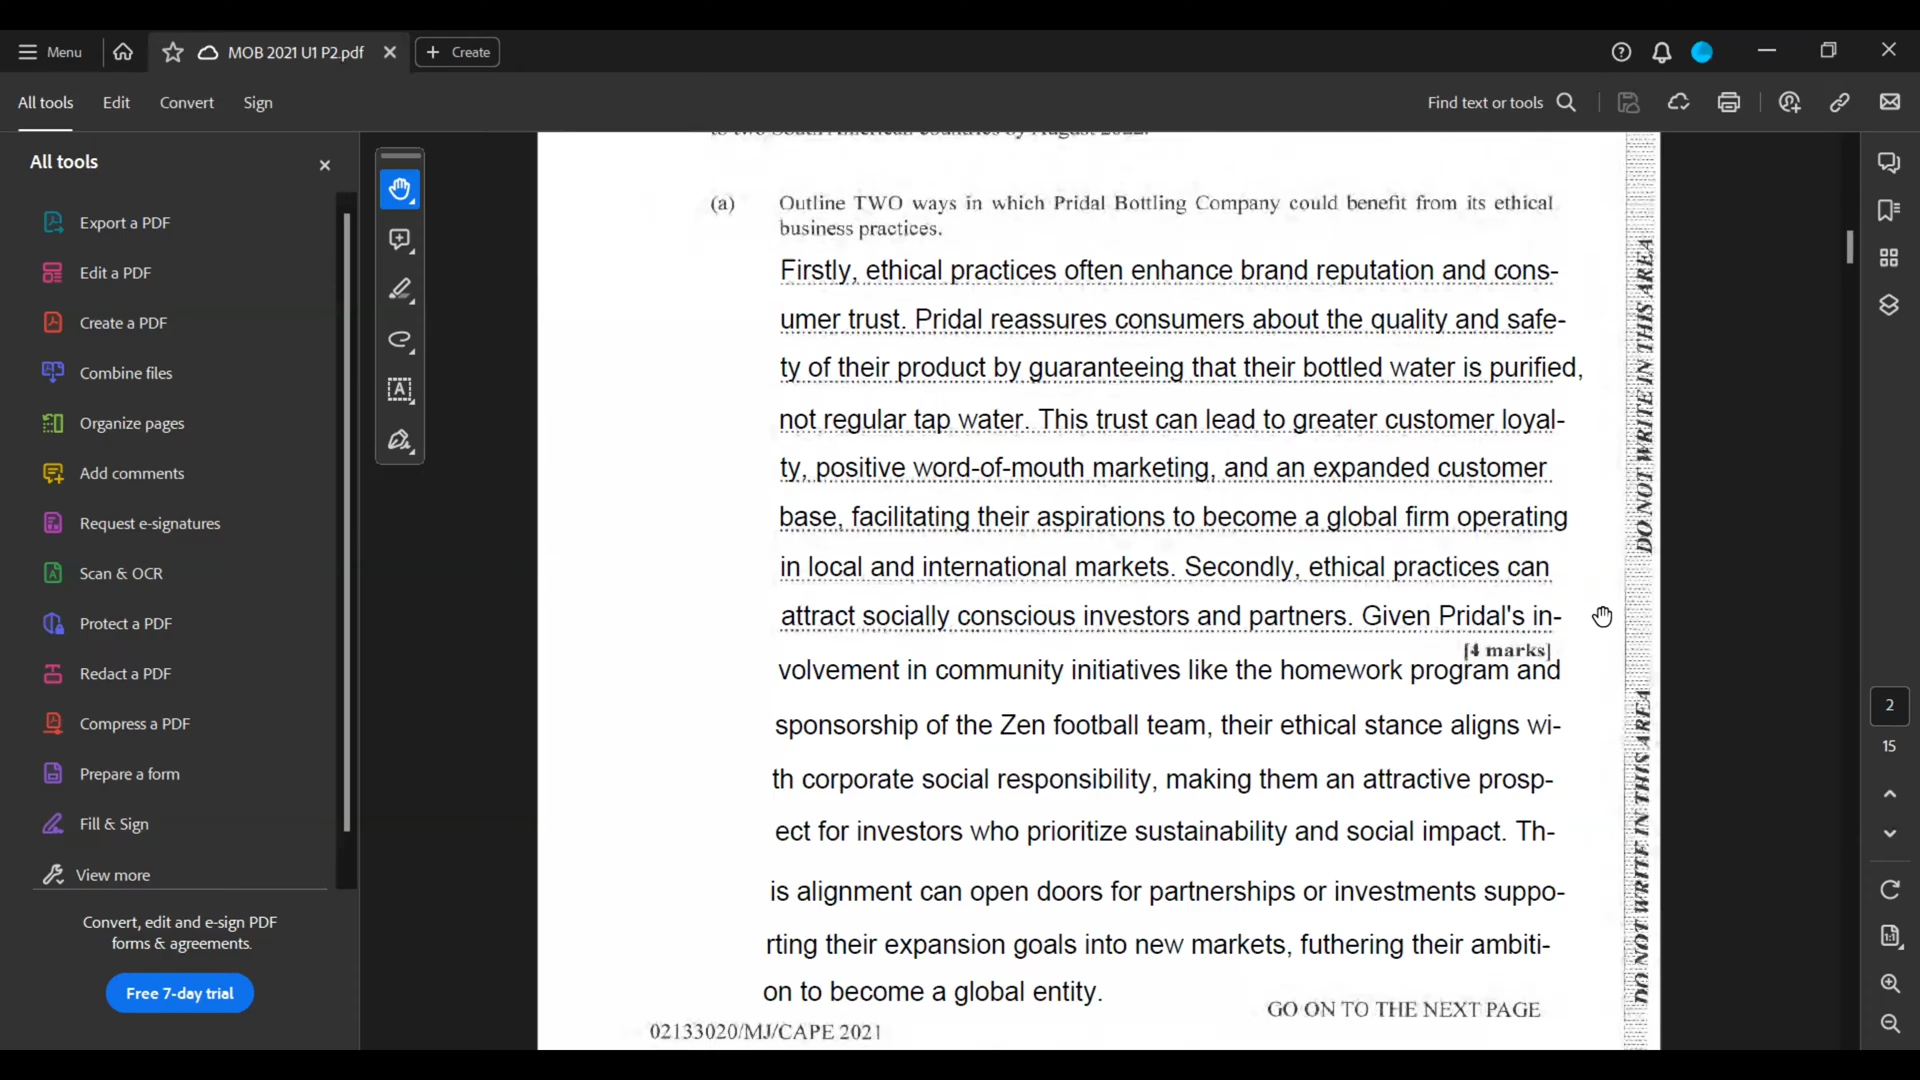 Menu
MOB 2021 U1 P2.pdf
Create
All tools
Edit
Convert
Sign
Find text or tools
All tools
Export a PDF
Edit a PDF
Create a PDF
Combine files
Organize pages
Add comments
Request e-signatures
Scan & OCR
Protect a PDF
Redact a PDF
Compress a PDF
Prepare a form
Fill & Sign
View more
Convert, edit and e-sign PDF
forms & agreements.
Free 7-day trial
to two South American countries by August 2022.
(a) Outline TWO ways in which Pridal Bottling Company could benefit from its ethical
business practices.
Firstly, ethical practices often enhance brand reputation and cons-
umer trust. Pridal reassures consumers about the quality and safe-
ty of their product by guaranteeing that their bottled water is purified,
not regular tap water. This trust can lead to greater customer loyal-
ty, positive word-of-mouth marketing, and an expanded customer
base, facilitating their aspirations to become a global firm operating
in local and international markets. Secondly, ethical practices can
attract socially conscious investors and partners. Given Pridal's in-
[4 marks]
volvement in community initiatives like the homework program and
sponsorship of the Zen football team, their ethical stance aligns wi-
th corporate social responsibility, making them an attractive prosp-
ect for investors who prioritize sustainability and social impact. Th-
is alignment can open doors for partnerships or investments suppo-
rting their expansion goals into new markets, futhering their ambiti-
on to become a global entity.
GO ON TO THE NEXT PAGE
02133020/MJ/CAPE 2021
DO NOT WRITE IN THIS AREA
DO NOT WRITE IN THIS AREA
2
15